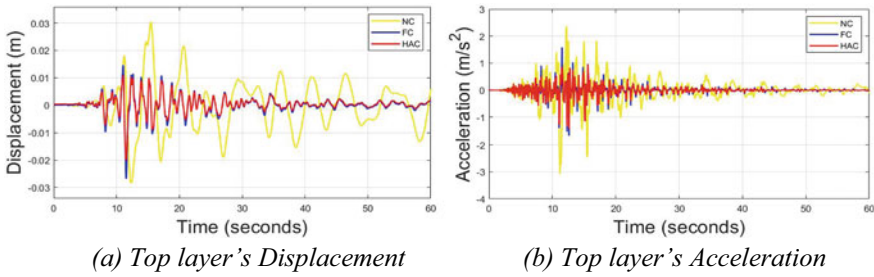 0.03
0.02
0.01
0
-0.01
-0.02
-0.03
Displacement (m)
NC
FC
HAC
0 10 20 30 40 50 60
Time (seconds)
(a) Top layer’s Displacement
3
2
1
0
-1
-2
-3
-4
Acceleration (m/s²)
NC
FC
HAC
0 10 20 30 40 50 60
Time (seconds)
(b) Top layer’s Acceleration